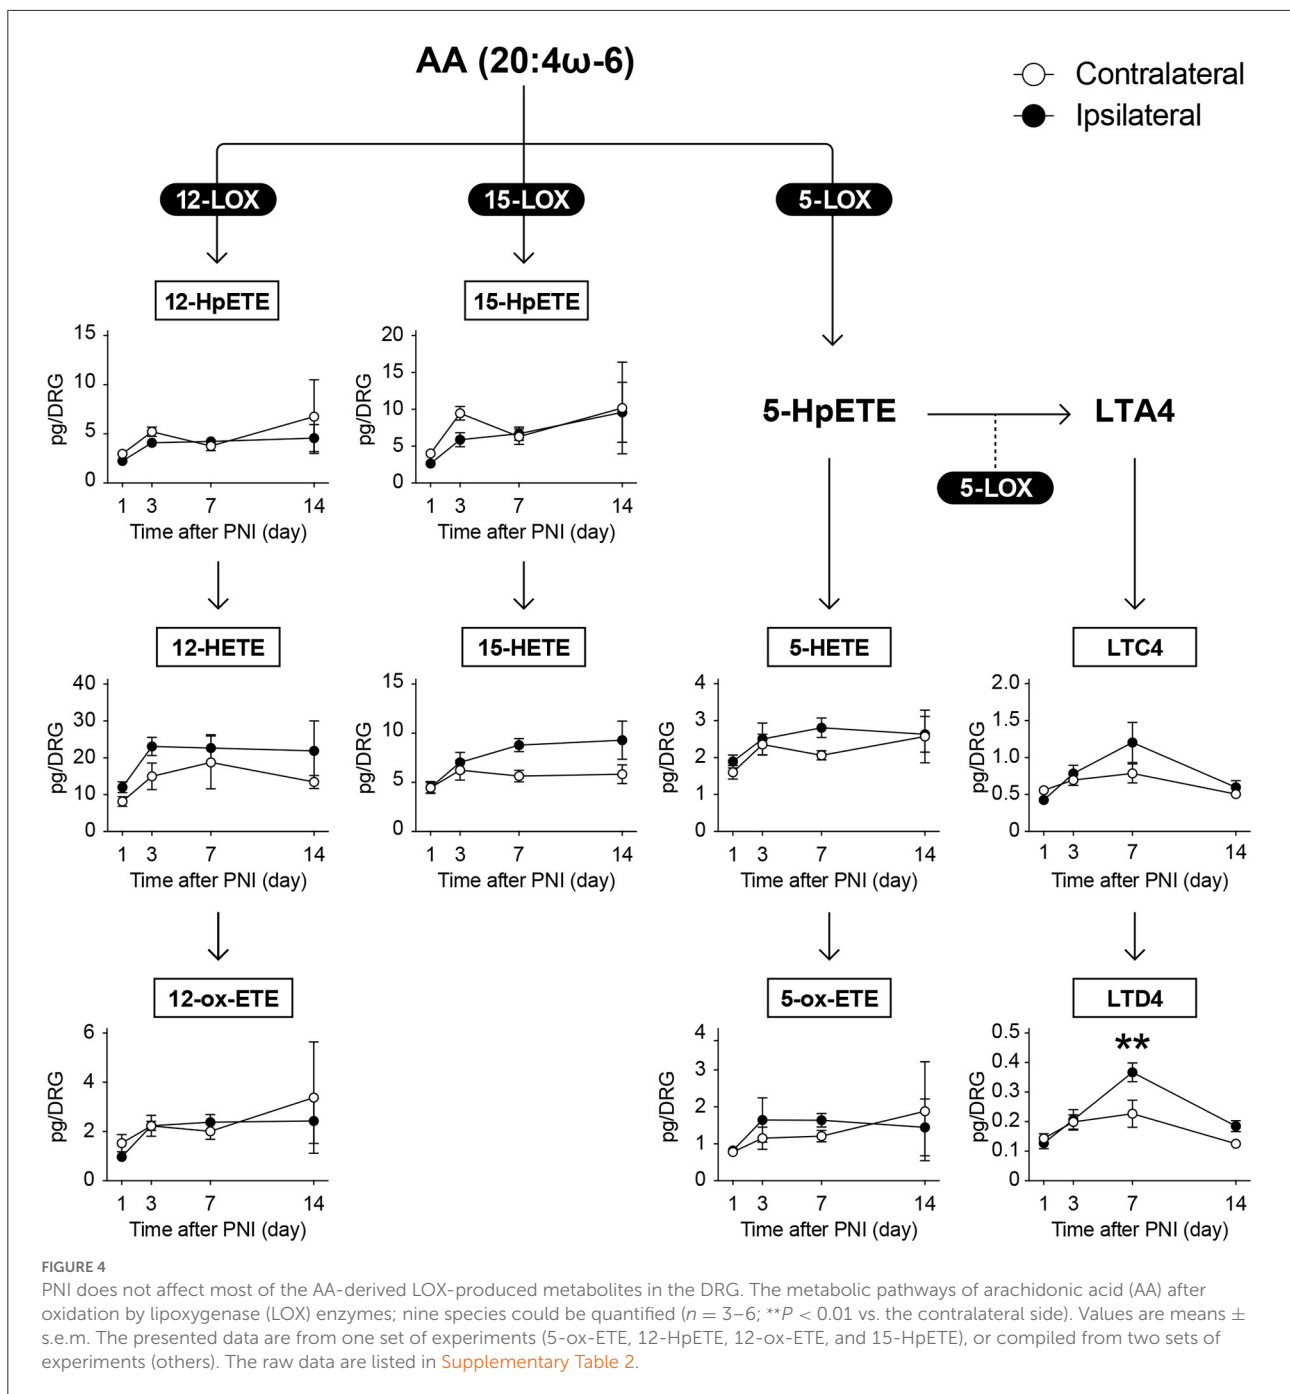 AA (20:4ω-6)
Contralateral
Ipsilateral
12-LOX
15-LOX
5-LOX
12-HpETE
15
10
5
0
pg/DRG
1 3 7 14
Time after PNI (day)
15-HpETE
20
15
10
5
0
pg/DRG
1 3 7 14
Time after PNI (day)
5-HpETE
LTA4
5-LOX
12-HETE
40
30
20
10
0
pg/DRG
1 3 7 14
Time after PNI (day)
15-HETE
15
10
5
0
pg/DRG
1 3 7 14
Time after PNI (day)
5-HETE
4
3
2
1
0
pg/DRG
1 3 7 14
Time after PNI (day)
LTC4
2.0
1.5
1.0
0.5
0
pg/DRG
1 3 7 14
Time after PNI (day)
12-ox-ETE
6
4
2
0
pg/DRG
1 3 7 14
Time after PNI (day)
5-ox-ETE
4
3
2
1
0
pg/DRG
1 3 7 14
Time after PNI (day)
LTD4
0.5
0.4
0.3
0.2
0.1
0
pg/DRG
**
1 3 7 14
Time after PNI (day)
FIGURE 4
PNI does not affect most of the AA-derived LOX-produced metabolites in the DRG. The metabolic pathways of arachidonic acid (AA) after
oxidation by lipoxygenase (LOX) enzymes; nine species could be quantified (n = 3–6; **P < 0.01 vs. the contralateral side). Values are means ±
s.e.m. The presented data are from one set of experiments (5-ox-ETE, 12-HpETE, 12-ox-ETE, and 15-HpETE), or compiled from two sets of
experiments (others). The raw data are listed in Supplementary Table 2.